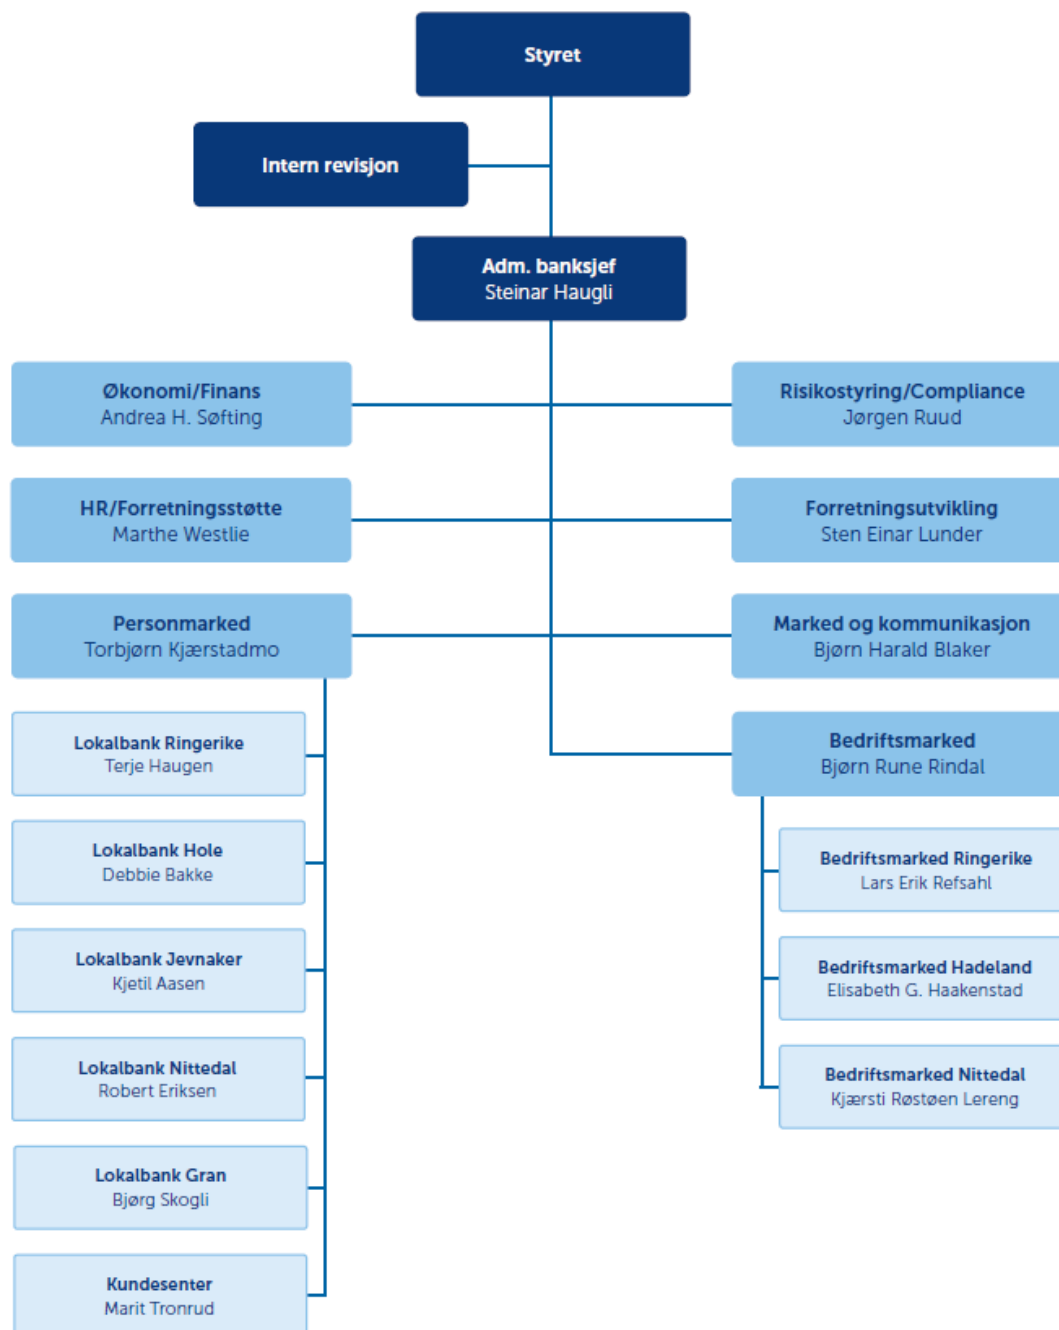 Styret
Intern revisjon
Adm. banksjef
Steinar Haugli
Økonomi/Finans
Andrea H. Søfting
Risikostyring/Compliance
Jørgen Ruud
HR/Forretningsstøtte
Marthe Westlie
Forretningsutvikling
Sten Einar Lunder
Personmarked
Torbjørn Kjærstadmo
Marked og kommunikasjon
Bjørn Harald Blaker
Lokalbank Ringerike
Terje Haugen
Lokalbank Hole
Debbie Bakke
Lokalbank Jevnaker
Kjetil Aasen
Lokalbank Nittedal
Robert Eriksen
Lokalbank Gran
Bjørg Skogli
Kundesenter
Marit Tronrud
Bedriftsmarked
Bjørn Rune Rindal
Bedriftsmarked Ringerike
Lars Erik Refsahl
Bedriftsmarked Hadeland
Elisabeth G. Haakenstad
Bedriftsmarked Nittedal
Kjærsti Røstøen Lereng